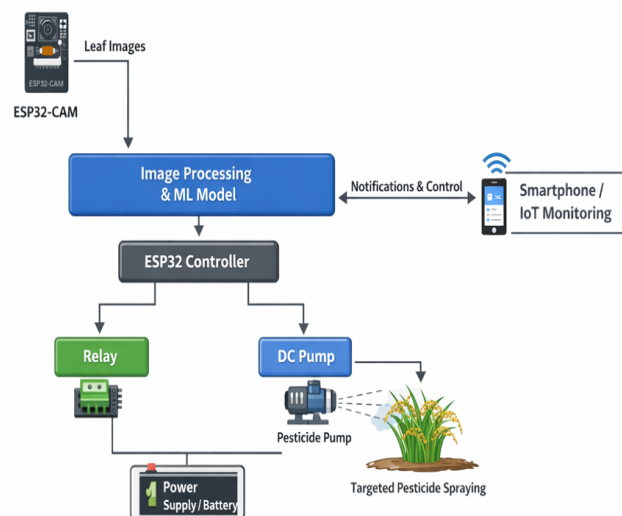 Leaf Images
ESP32-CAM
ESP32-CAM
Image Processing
& ML Model
Notifications & Control
Smartphone /
IoT Monitoring
ESP32 Controller
Relay
DC Pump
Pesticide Pump
Targeted Pesticide Spraying
Power
Supply / Battery